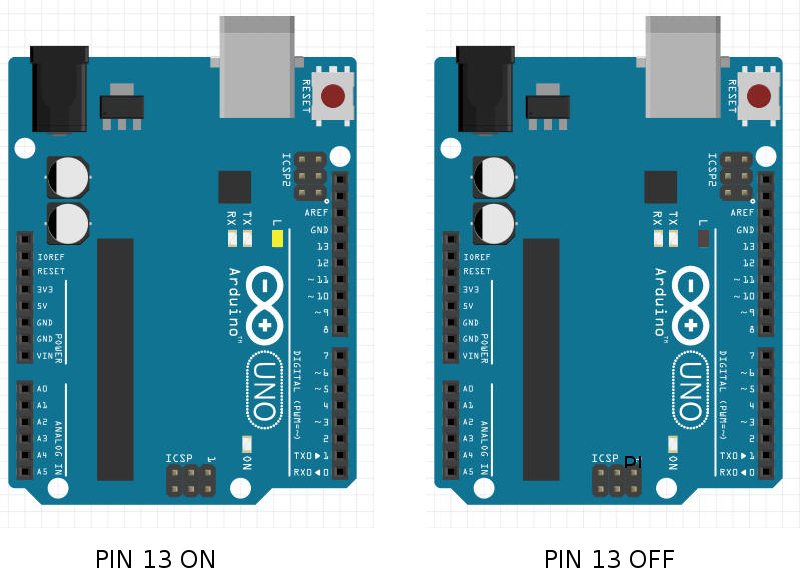 RESET
ICSP2
AREF
GND
RX TX L
13
12
IOREF
RESET
~11
3V3
~10
5V
~9
GND
8
GND
VIN
POWER
Arduino™
UNO
7
~6
A0
~5
A1
4
A2
~3
A3
2
A4
TX0▶1
A5
RX0◀0
ANALOG IN
DIGITAL (PWM=~)
ICSP 1
ON
PIN 13 ON
RESET
ICSP2
AREF
GND
RX TX L
13
12
IOREF
RESET
~11
3V3
~10
5V
~9
GND
8
GND
VIN
POWER
Arduino™
UNO
7
~6
A0
~5
A1
4
A2
~3
A3
2
A4
TX0▶1
A5
RX0◀0
ANALOG IN
DIGITAL (PWM=~)
ICSP
ON
PIN 13 OFF